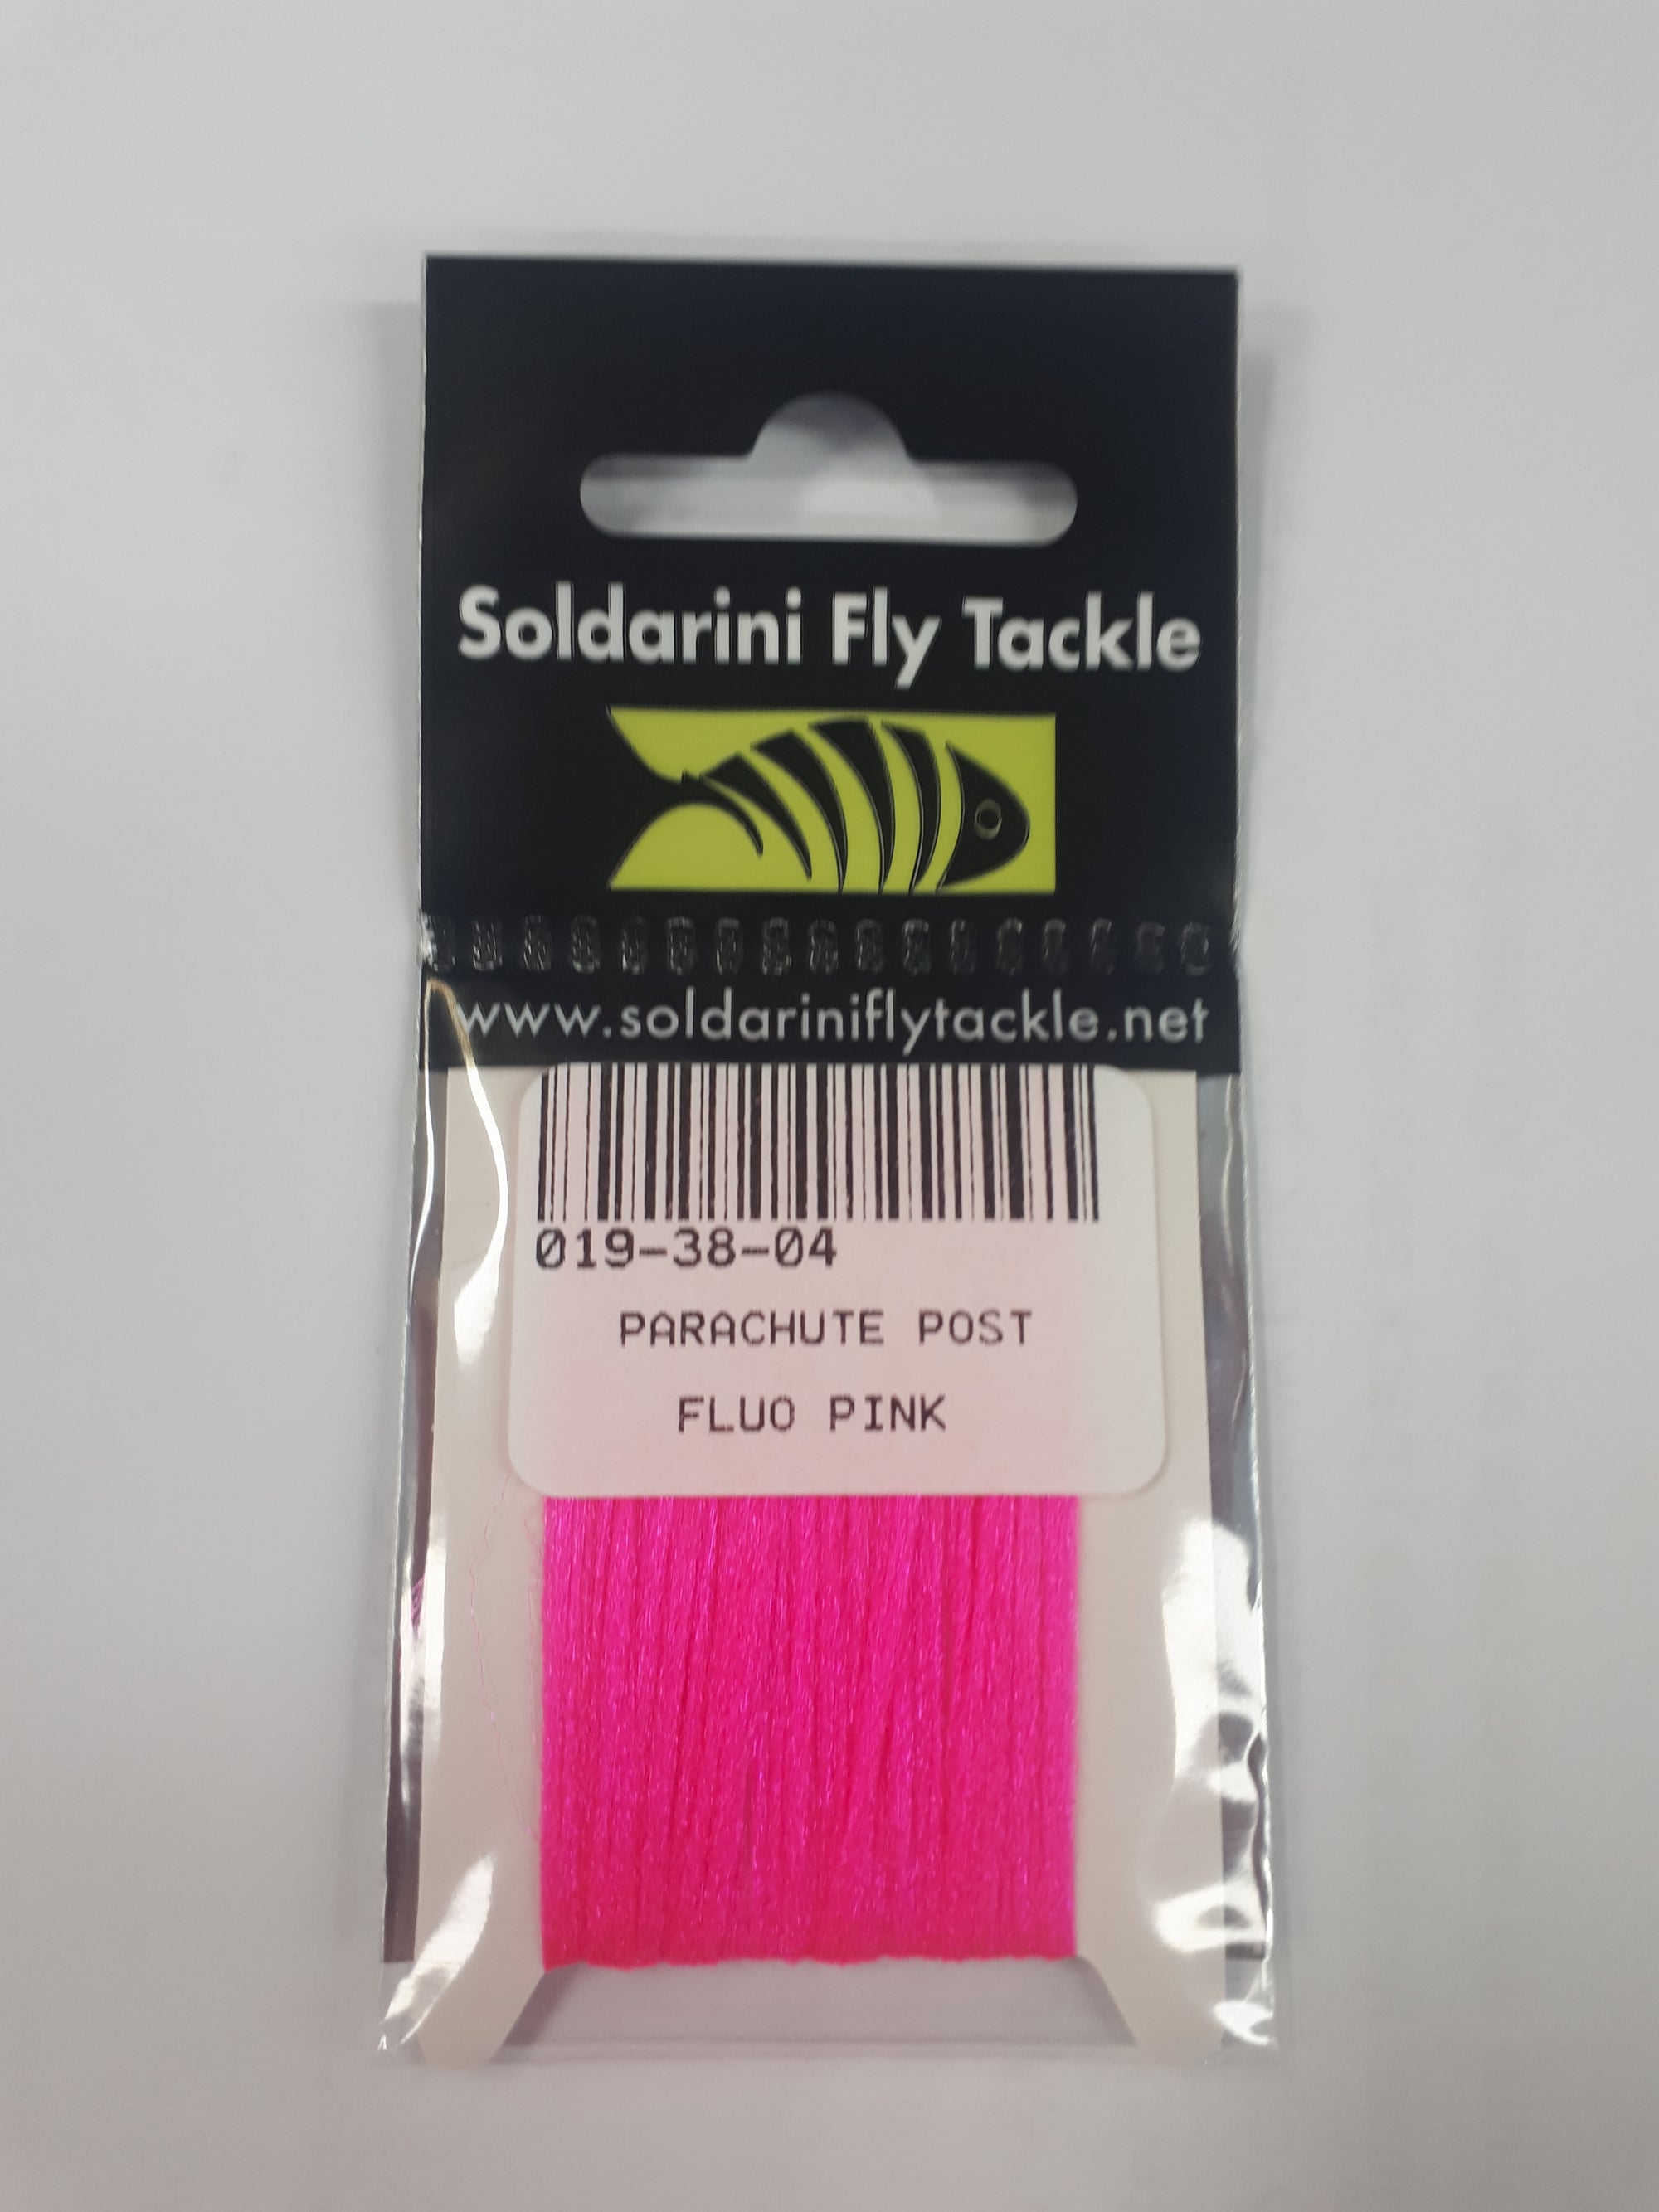 Soldarini Fly Tackle
www.soldariniflytackle.net
019-38-04
PARACHUTE POST
FLUO PINK